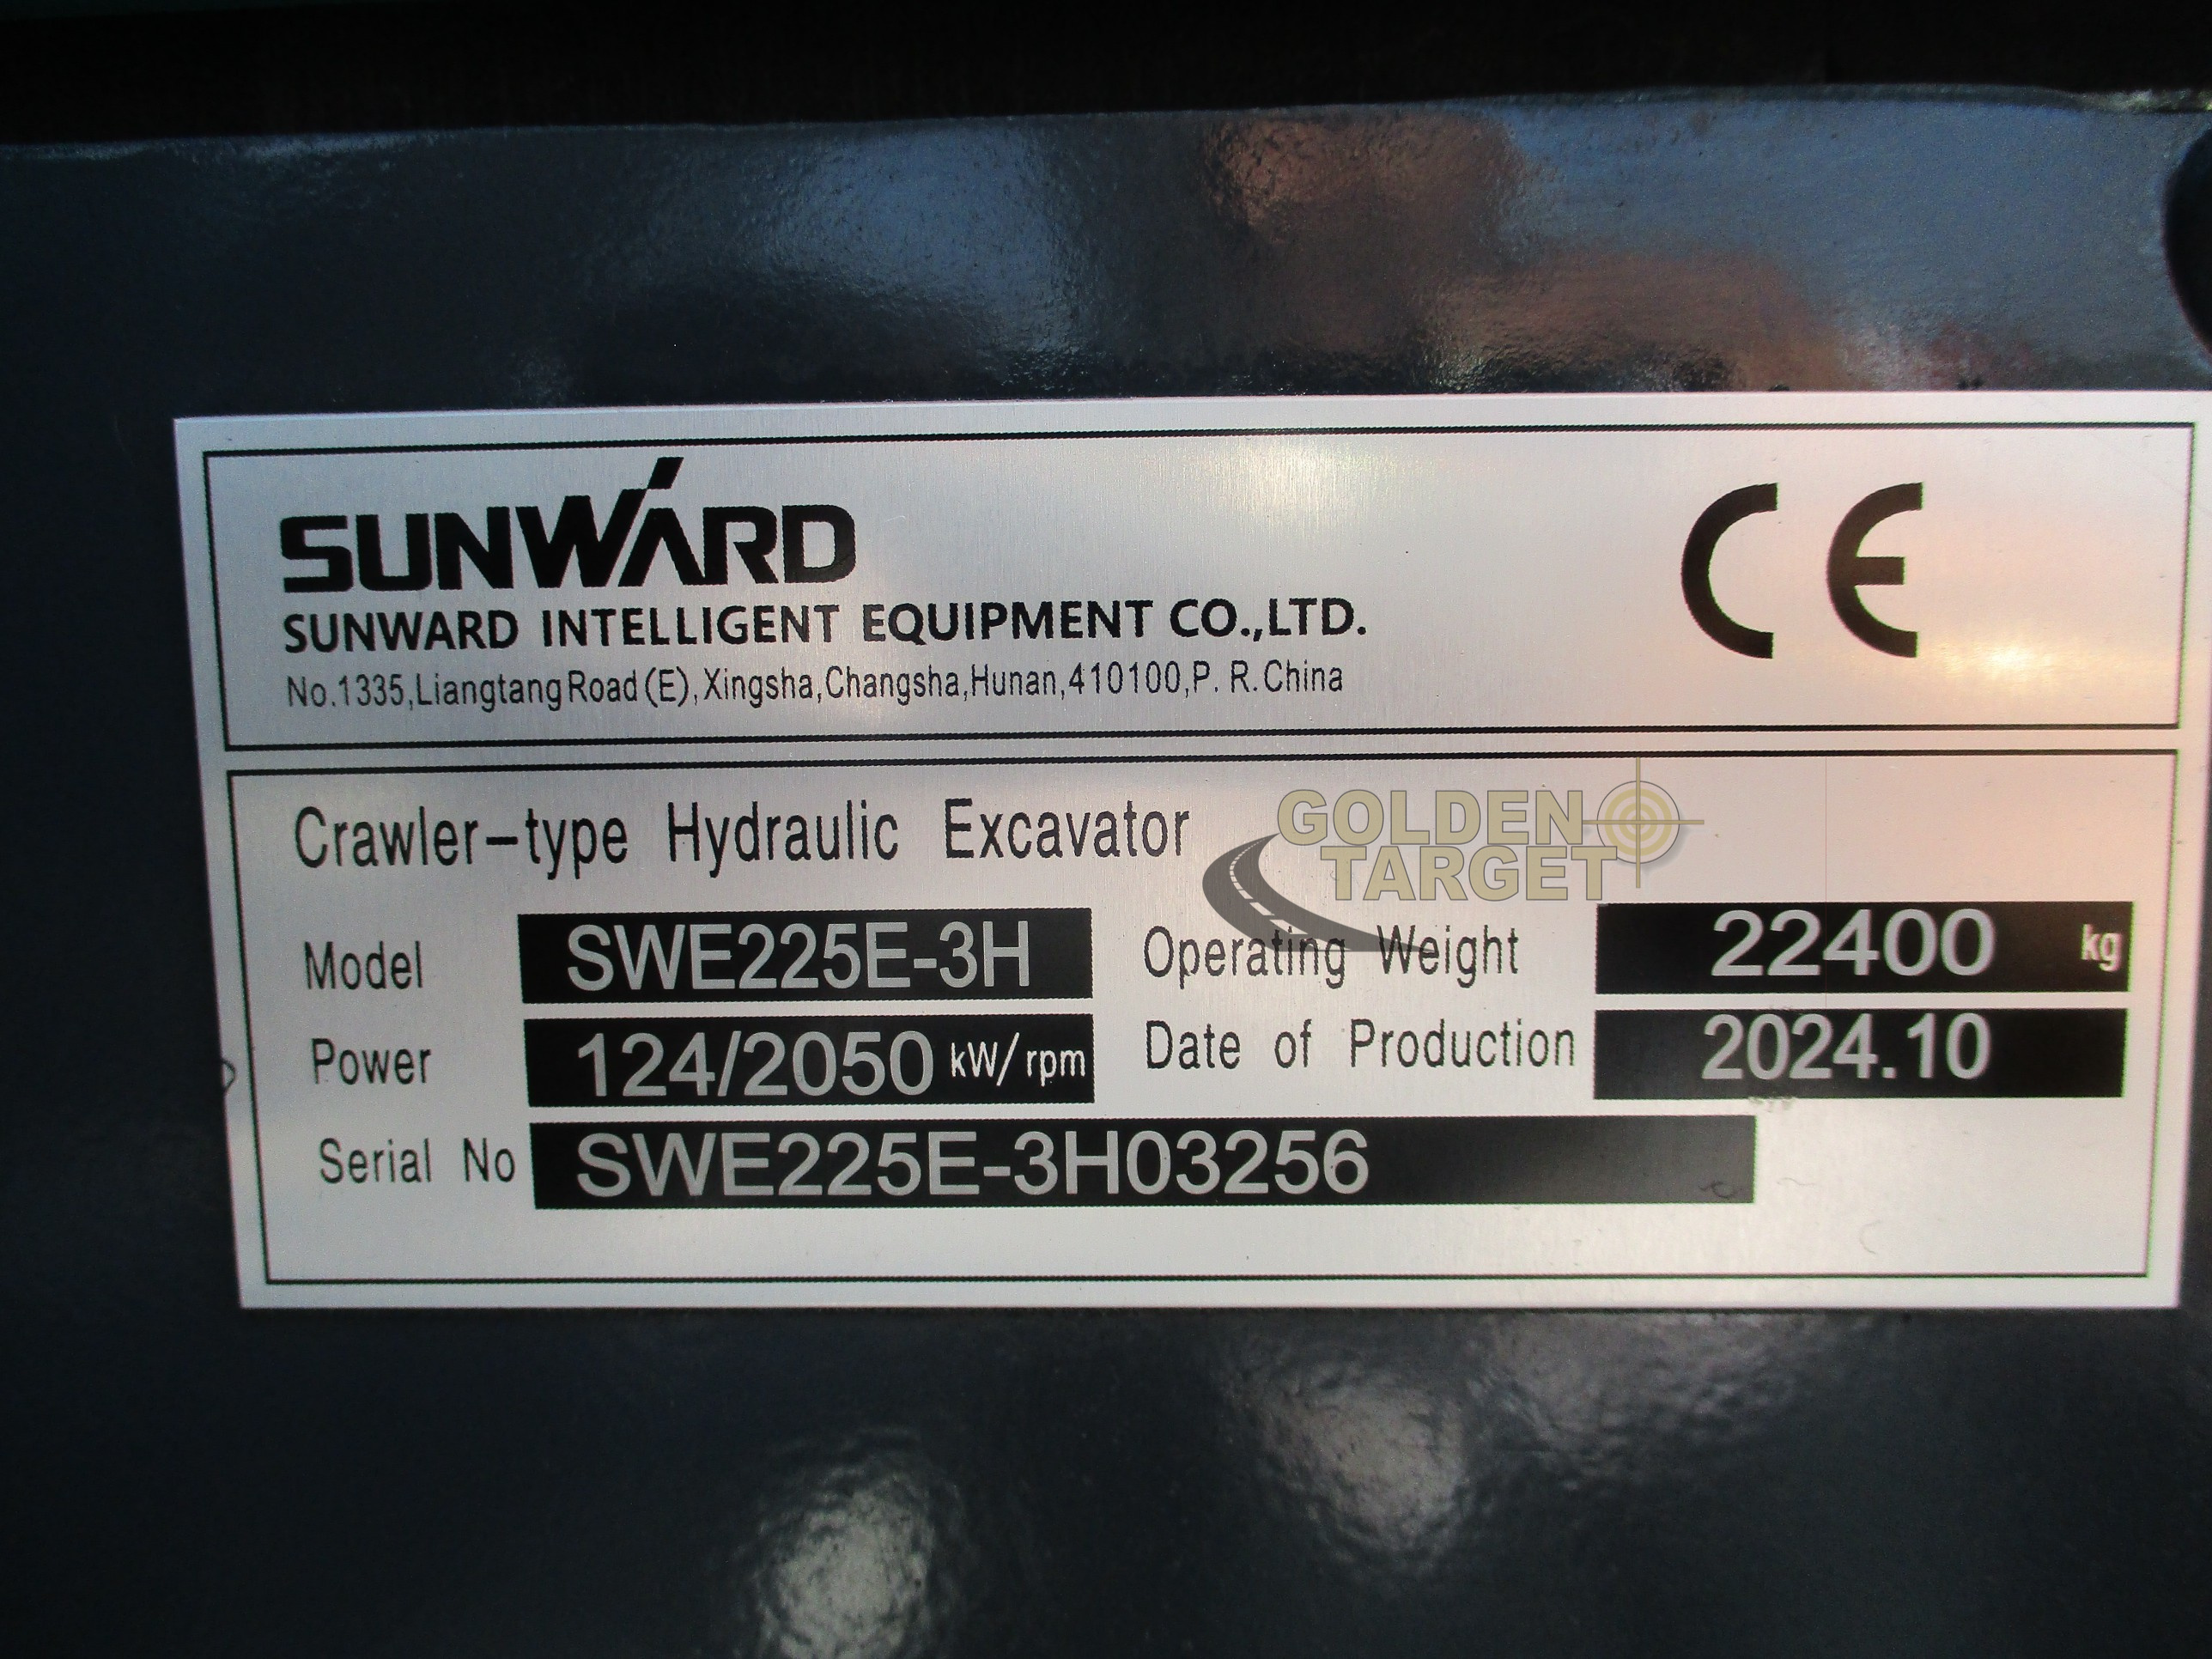 SUNWARD
SUNWARD INTELLIGENT EQUIPMENT CO.,LTD.
No.1335,Liangtang Road (E),Xingsha,Changsha,Hunan,410100,P. R. China
CE
Crawler-type Hydraulic Excavator
GOLDEN
TARGET
Model SWE225E-3H Operating Weight 22400 kg
Power 124/2050 kW/rpm Date of Production 2024.10
Serial No SWE225E-3H03256